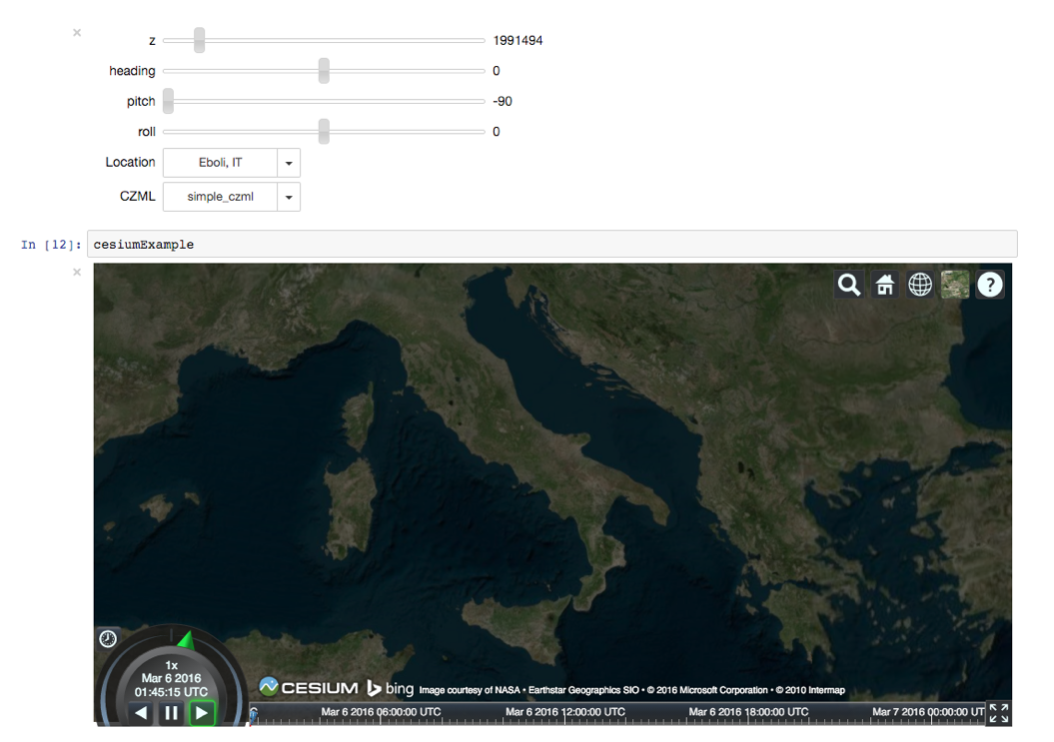 z 1991494
heading 0
pitch -90
roll 0
Location Eboli, IT
CZML simple_czml
In [12]: cesiumExample
1x
Mar 6 2016
01:45:15 UTC
CESIUM bing Image courtesy of NASA • Earthstar Geographics SIO • © 2016 Microsoft Corporation • © 2010 Intermap
Mar 6 2016 06:00:00 UTC Mar 6 2016 12:00:00 UTC Mar 6 2016 18:00:00 UTC Mar 7 2016 00:00:00 UT